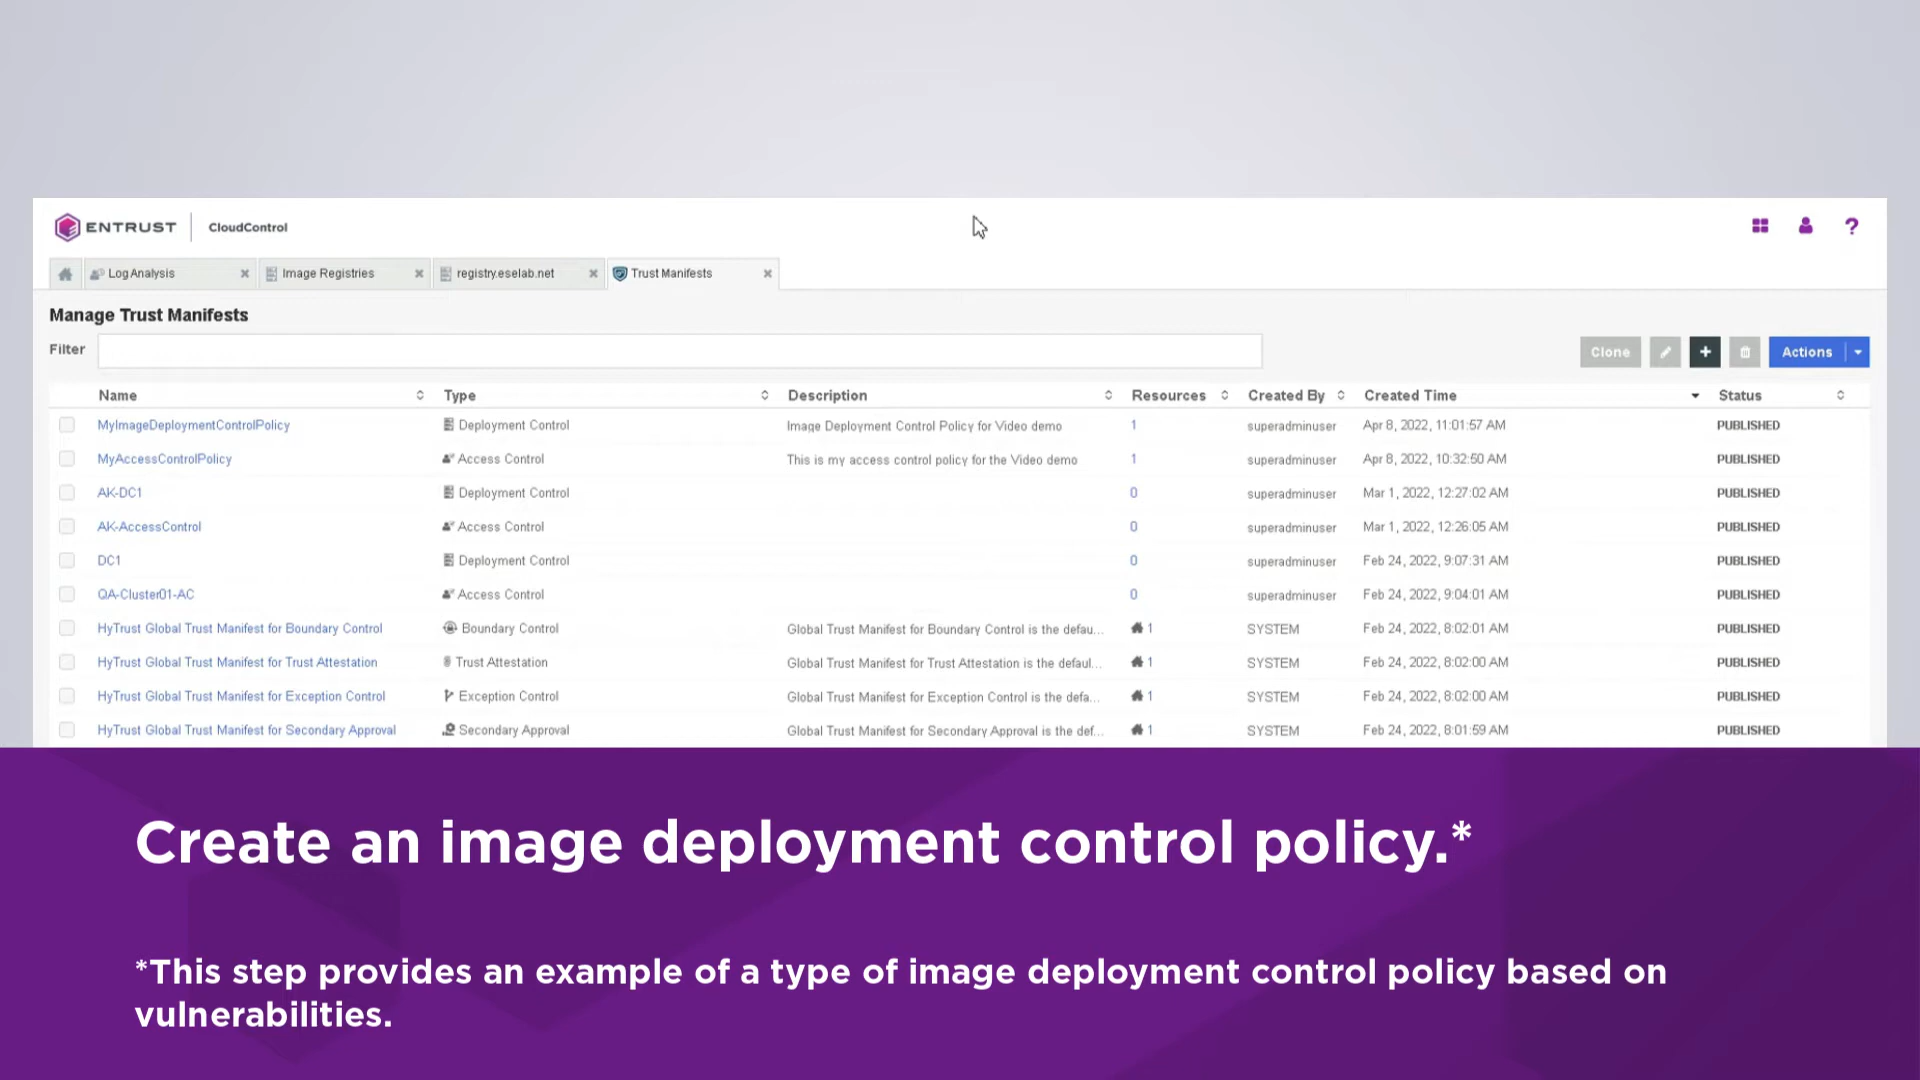 ENTRUST CloudControl ?
Log Analysis Image Registries registry.eselab.net Trust Manifests
Manage Trust Manifests
Filter Clone + Actions
Name Type Description Resources Created By Created Time Status
MyImageDeploymentControlPolicy Deployment Control Image Deployment Control Policy for Video demo 1 superadminuser Apr 8, 2022, 11:01:57 AM PUBLISHED
MyAccessControlPolicy Access Control This is my access control policy for the Video demo 1 superadminuser Apr 8, 2022, 10:32:50 AM PUBLISHED
AK-DC1 Deployment Control 0 superadminuser Mar 1, 2022, 12:27:02 AM PUBLISHED
AK-AccessControl Access Control 0 superadminuser Mar 1, 2022, 12:26:05 AM PUBLISHED
DC1 Deployment Control 0 superadminuser Feb 24, 2022, 9:07:31 AM PUBLISHED
QA-Cluster01-AC Access Control 0 superadminuser Feb 24, 2022, 9:04:01 AM PUBLISHED
HyTrust Global Trust Manifest for Boundary Control Boundary Control Global Trust Manifest for Boundary Control is the defau... 1 SYSTEM Feb 24, 2022, 8:02:01 AM PUBLISHED
HyTrust Global Trust Manifest for Trust Attestation Trust Attestation Global Trust Manifest for Trust Attestation is the defaul... 1 SYSTEM Feb 24, 2022, 8:02:00 AM PUBLISHED
HyTrust Global Trust Manifest for Exception Control Exception Control Global Trust Manifest for Exception Control is the defa... 1 SYSTEM Feb 24, 2022, 8:02:00 AM PUBLISHED
HyTrust Global Trust Manifest for Secondary Approval Secondary Approval Global Trust Manifest for Secondary Approval is the def... 1 SYSTEM Feb 24, 2022, 8:01:59 AM PUBLISHED
Create an image deployment control policy.*
*This step provides an example of a type of image deployment control policy based on
vulnerabilities.